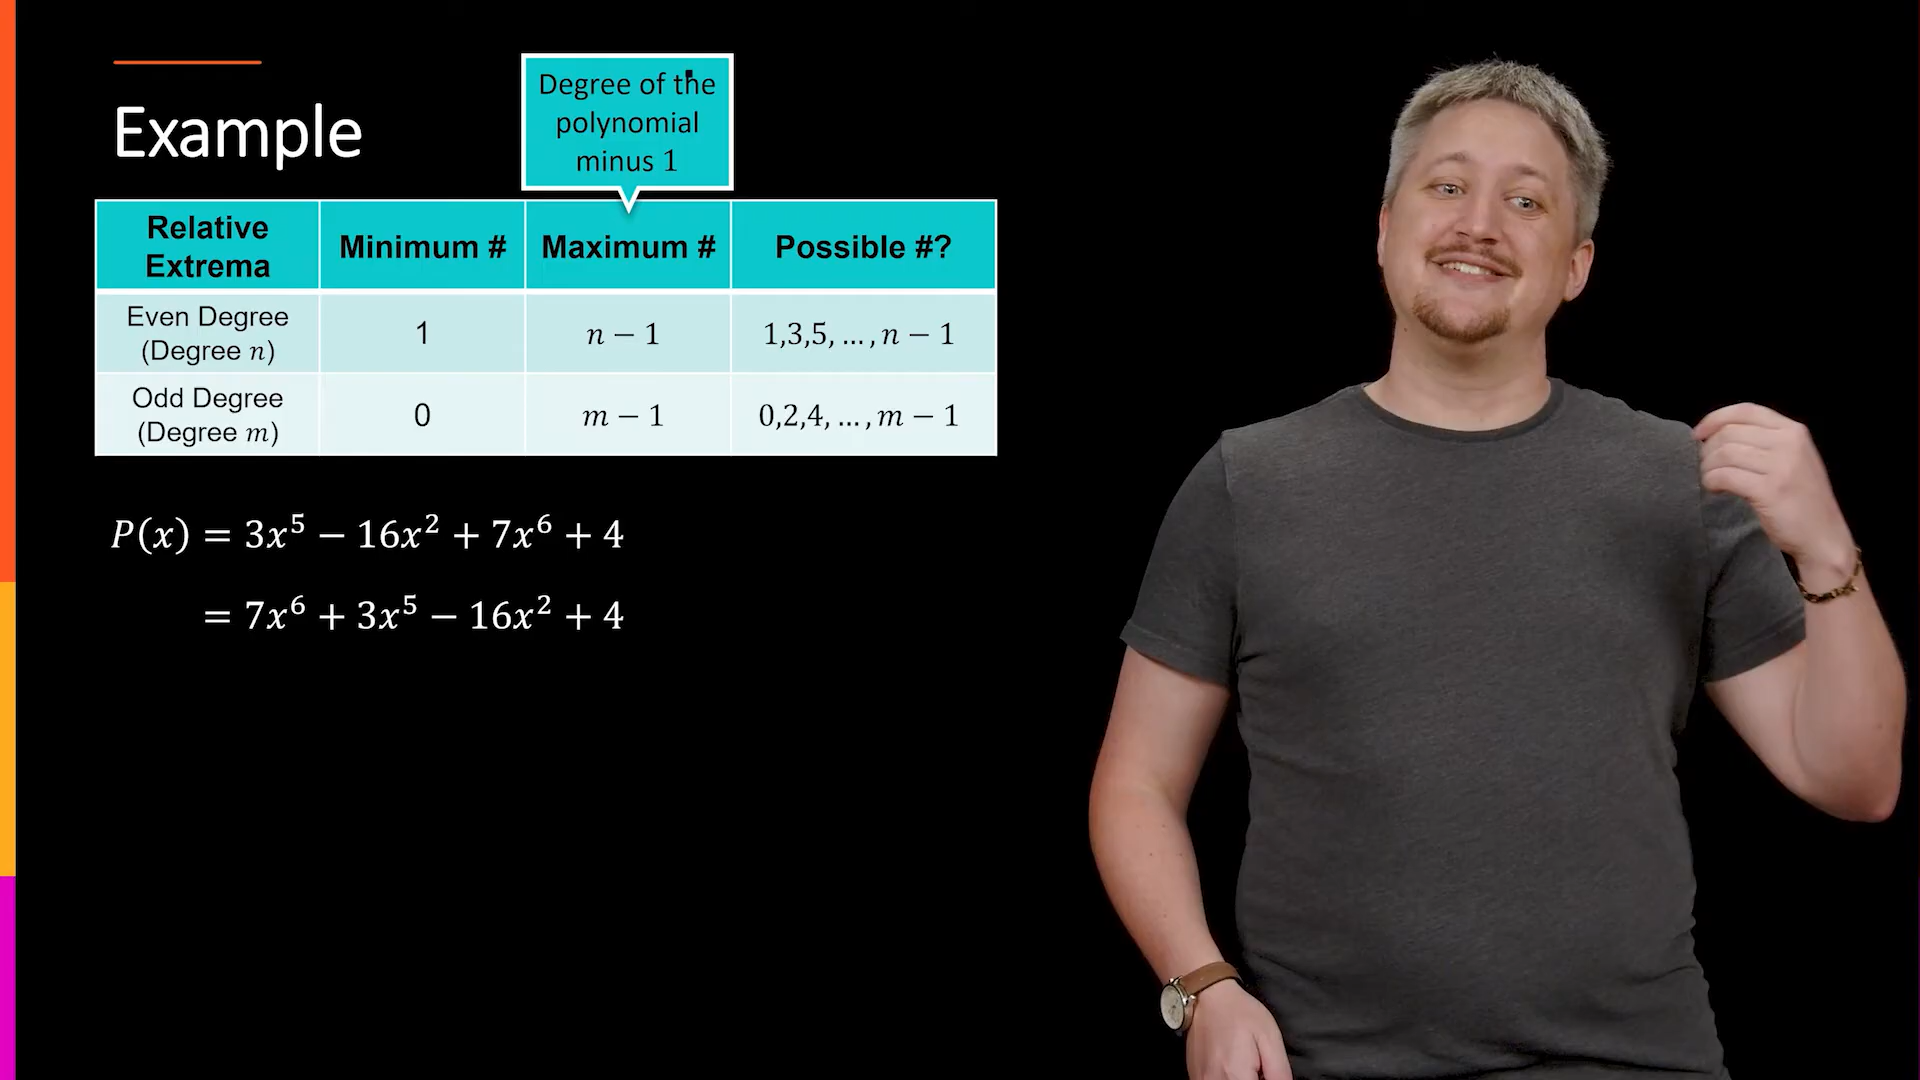 Example
Degree of the
polynomial
minus 1
Relative
Extrema
Minimum #
Maximum #
Possible #?
Even Degree
(Degree n)
1
n − 1
1,3,5, … , n − 1
Odd Degree
(Degree m)
0
m − 1
0,2,4, … , m − 1
P(x) = 3x⁵ − 16x² + 7x⁶ + 4
= 7x⁶ + 3x⁵ − 16x² + 4